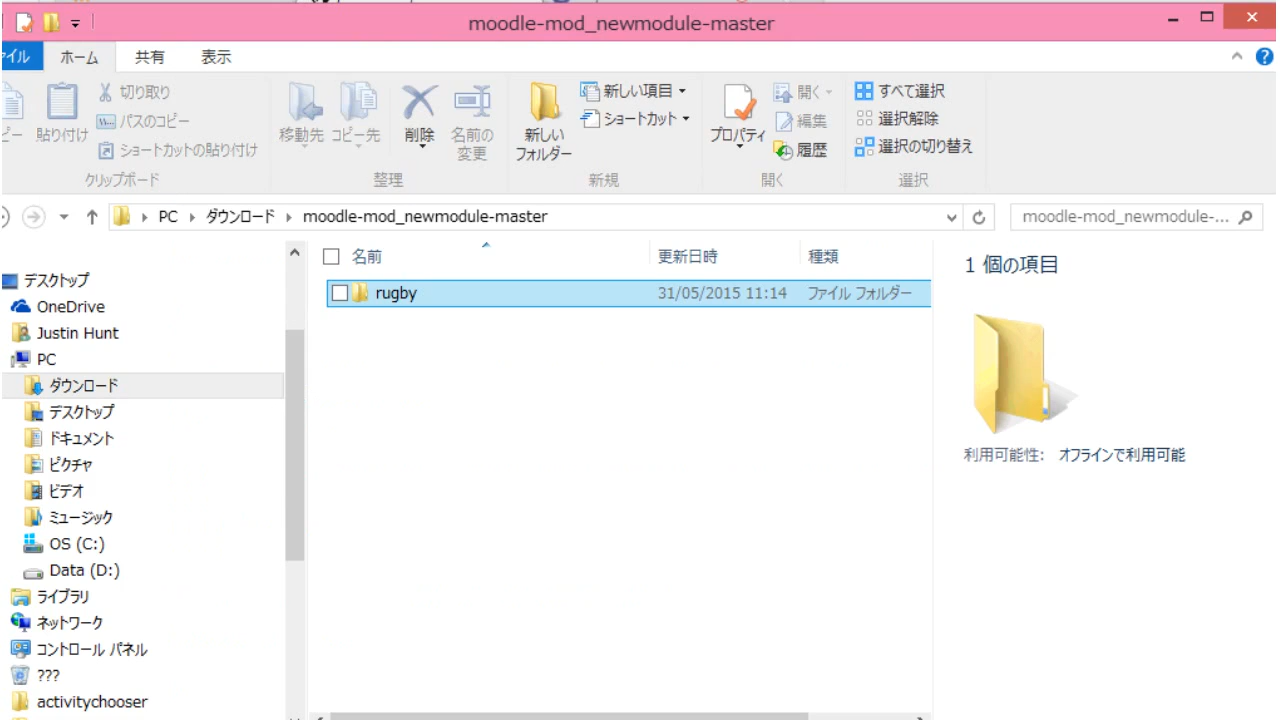 moodle-mod_newmodule-master
イル ホーム 共有 表示
切り取り
パスのコピー
ショートカットの貼り付け
ピー 貼り付け
クリップボード
移動先 コピー先 削除 名前の変更
整理
新しいフォルダー
新しい項目
ショートカット
新規
プロパティ
開く
編集
履歴
開く
すべて選択
選択解除
選択の切り替え
選択
PC ダウンロード moodle-mod_newmodule-master
moodle-mod_newmodule-...
デスクトップ
OneDrive
Justin Hunt
PC
ダウンロード
デスクトップ
ドキュメント
ピクチャ
ビデオ
ミュージック
OS (C:)
Data (D:)
ライブラリ
ネットワーク
コントロール パネル
???
activitychooser
名前 更新日時 種類
rugby 31/05/2015 11:14 ファイル フォルダー
1 個の項目
利用可能性: オフラインで利用可能